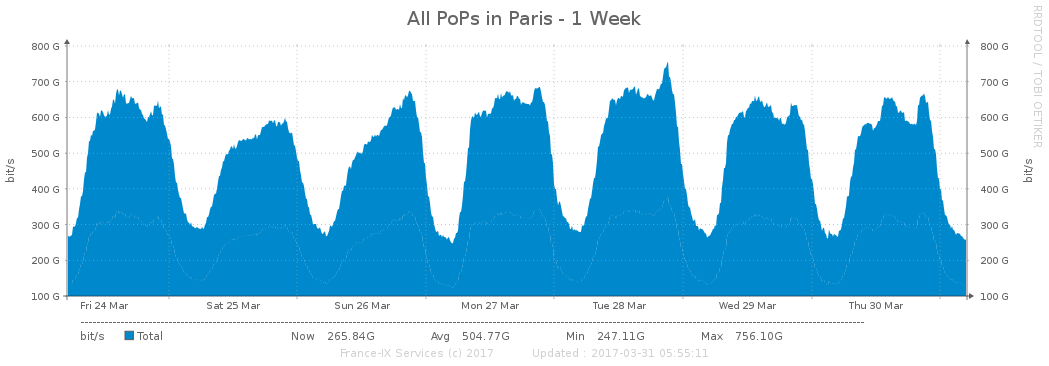 All PoPs in Paris - 1 Week
RRDTOOL / TOBI OETIKER
800 G 800 G
700 G 700 G
600 G 600 G
500 G 500 G
bit/s bit/s
400 G 400 G
300 G 300 G
200 G 200 G
100 G 100 G
Fri 24 Mar Sat 25 Mar Sun 26 Mar Mon 27 Mar Tue 28 Mar Wed 29 Mar Thu 30 Mar
bit/s Total Now 265.84G Avg 504.77G Min 247.11G Max 756.10G
France-IX Services (c) 2017 Updated : 2017-03-31 05:55:11